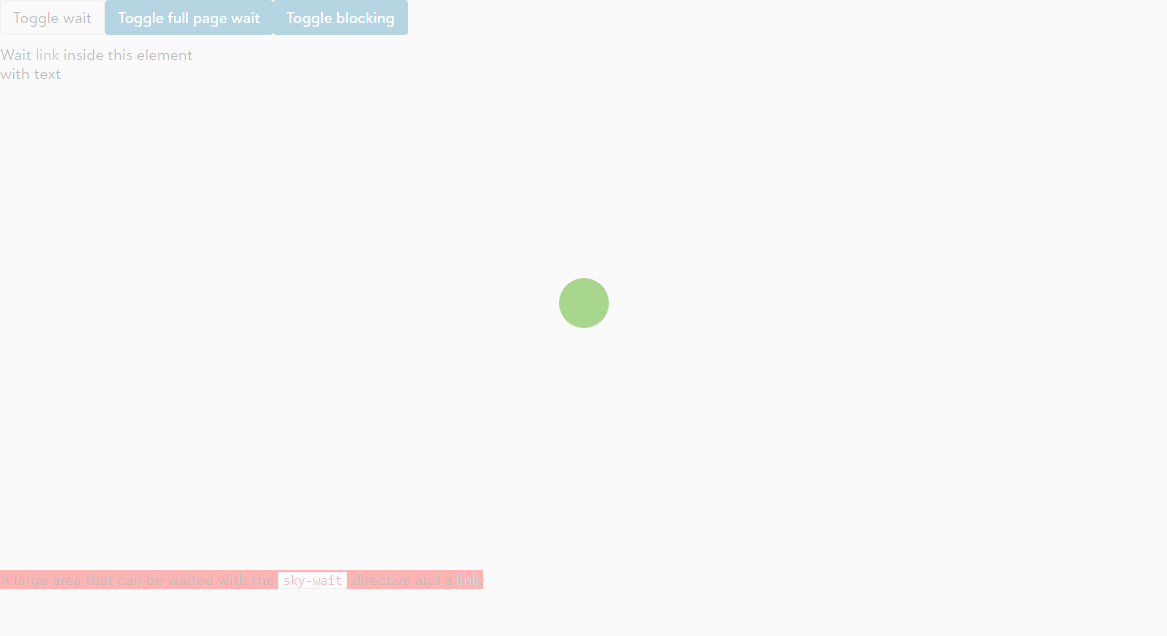 Toggle wait Toggle full page wait Toggle blocking
Wait link inside this element
with text
A large area that can be waited with the sky-wait directive and a link